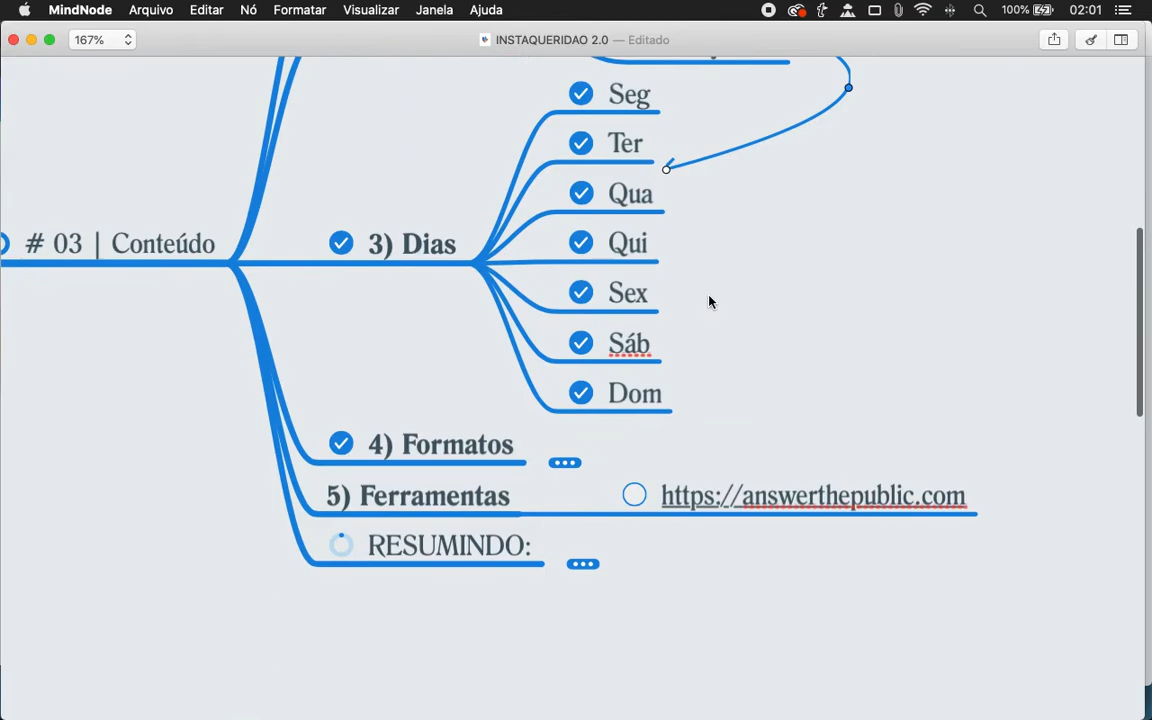 MindNode Arquivo Editar Nó Formatar Visualizar Janela Ajuda 100% 02:01
167% INSTAQUERIDAO 2.0 — Editado
Seg
Ter
Qua
# 03 | Conteúdo
3) Dias
Qui
Sex
Sáb
Dom
4) Formatos
5) Ferramentas
https://answerthepublic.com
RESUMINDO: